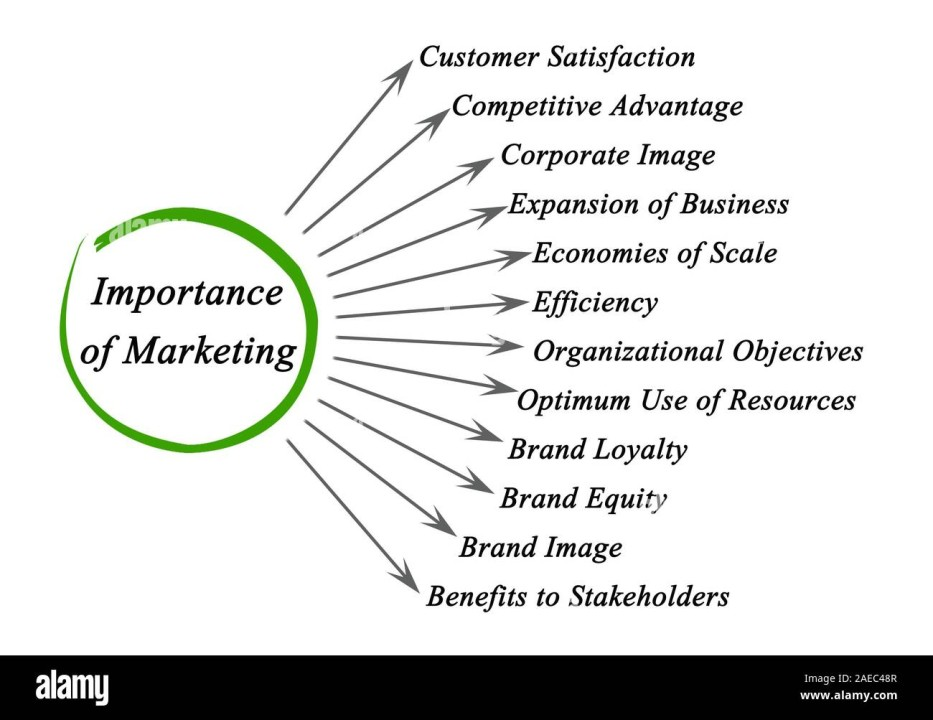 Customer Satisfaction
Competitive Advantage
Corporate Image
Expansion of Business
Economies of Scale
Efficiency
Importance
of Marketing
Organizational Objectives
Optimum Use of Resources
Brand Loyalty
Brand Equity
Brand Image
Benefits to Stakeholders
alamy
alamy
Image ID: 2AEC48R
www.alamy.com